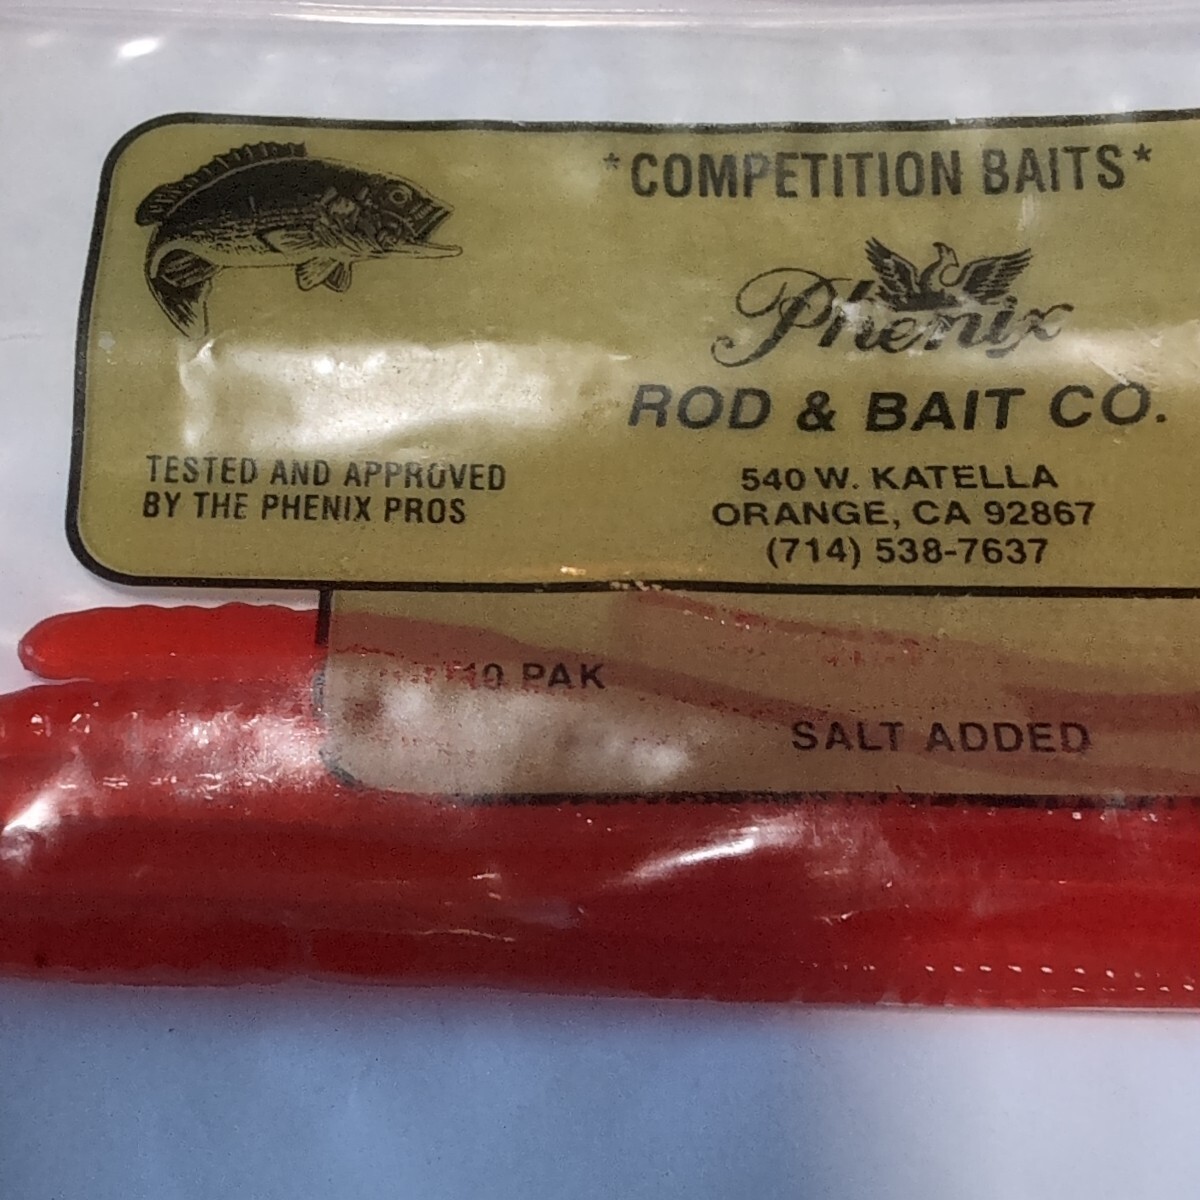 *COMPETITION BAITS*
Phenix
ROD & BAIT CO.
TESTED AND APPROVED
BY THE PHENIX PROS
540 W. KATELLA
ORANGE, CA 92867
(714) 538-7637
10 PAK
SALT ADDED